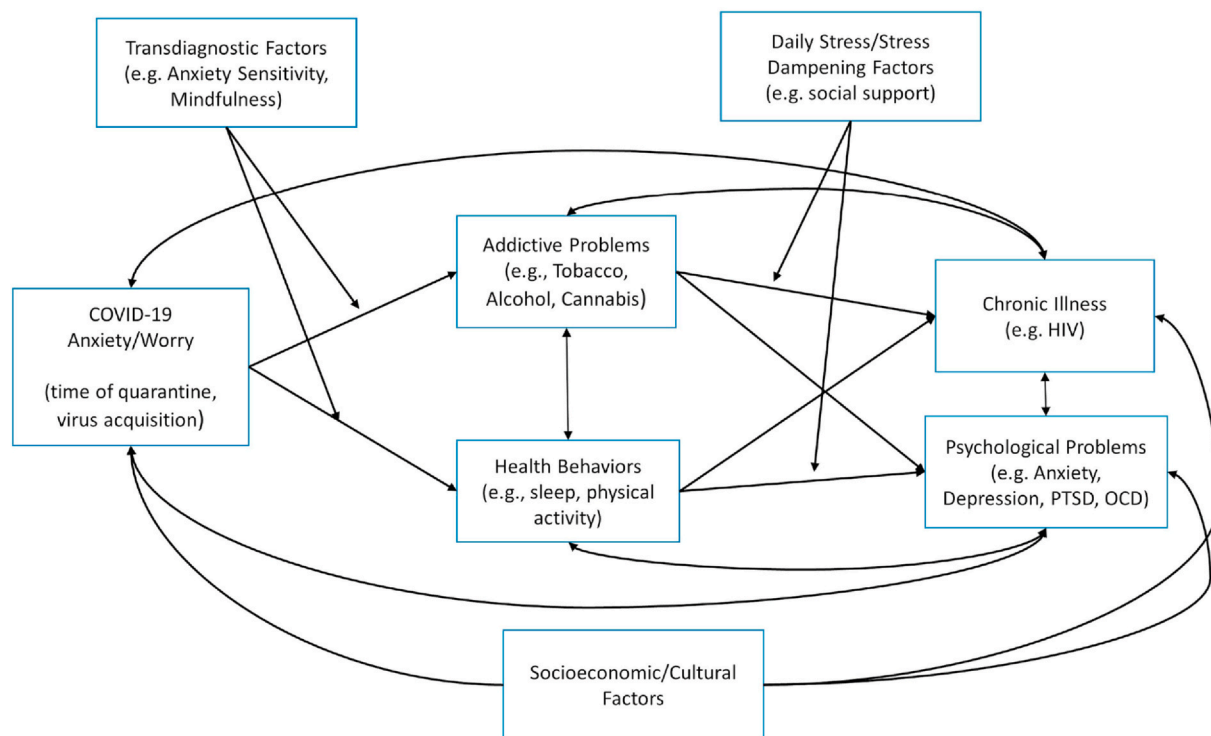 Transdiagnostic Factors
(e.g. Anxiety Sensitivity,
Mindfulness)
Daily Stress/Stress
Dampening Factors
(e.g. social support)
Addictive Problems
(e.g., Tobacco,
Alcohol, Cannabis)
COVID-19
Anxiety/Worry
(time of quarantine,
virus acquisition)
Chronic Illness
(e.g. HIV)
Health Behaviors
(e.g., sleep, physical
activity)
Psychological Problems
(e.g. Anxiety,
Depression, PTSD, OCD)
Socioeconomic/Cultural
Factors